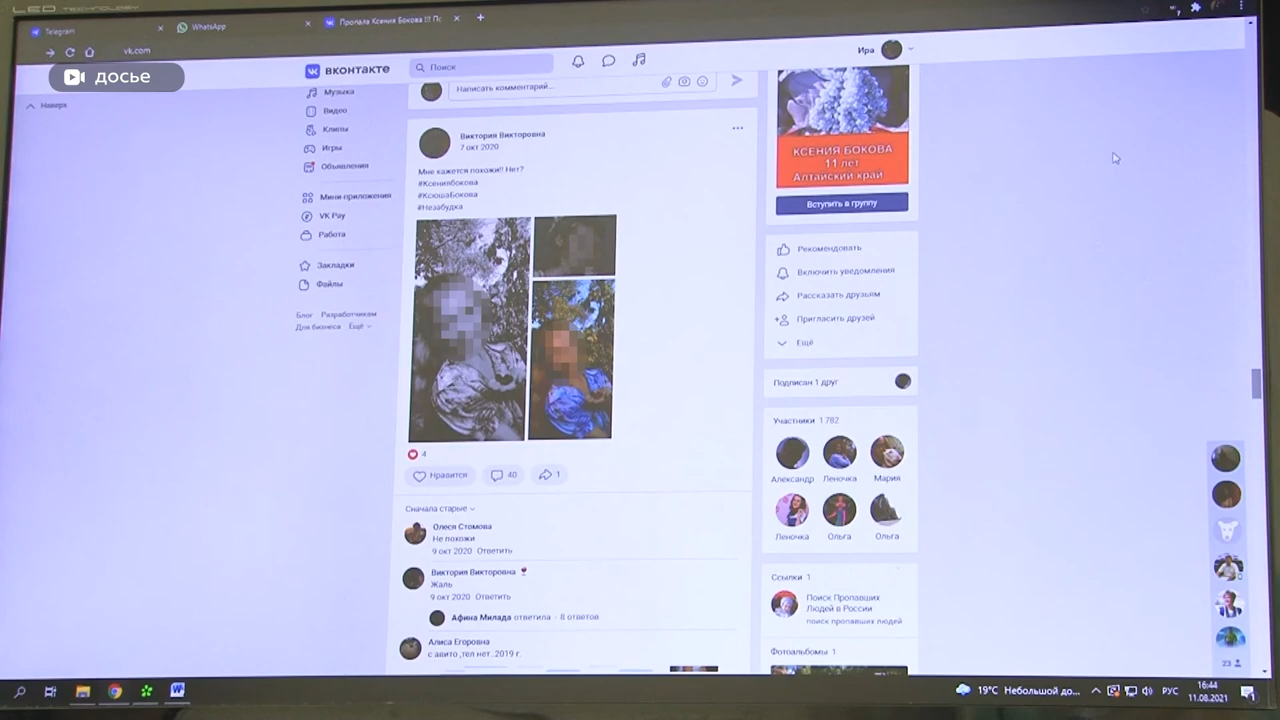 LED TECHNOLOGY
Telegram
WhatsApp
Пропала Ксения Бокова !!! По
vk.com
досье
Наверх
вконтакте
Поиск
Ира
Музыка
Видео
Клипы
Игры
Объявления
Мини-приложения
VK Pay
Работа
Закладки
Файлы
Блог Разработчикам
Для бизнеса Ещё
Написать комментарий...
Виктория Викторовна
7 окт 2020
Мне кажется похожи!! Нет?
#Ксениябокова
#КсюшаБокова
#Незабудка
4
Нравится
40
1
Сначала старые
Олеся Стомова
Не похожи
9 окт 2020 Ответить
Виктория Викторовна
Жаль
9 окт 2020 Ответить
Афина Милада ответила · 8 ответов
Алиса Егоровна
с авито ,тел нет..2019 г.
КСЕНИЯ БОКОВА
11 лет
Алтайский край
Вступить в группу
Рекомендовать
Включить уведомления
Рассказать друзьям
Пригласить друзей
Ещё
Подписан 1 друг
Участники 1 782
Александр
Леночка
Мария
Леночка
Ольга
Ольга
Ссылки 1
Поиск Пропавших
Людей в России
поиск пропавших людей
Фотоальбомы 1
23
19°C Небольшой до...
РУС
16:44
11.08.2021
1